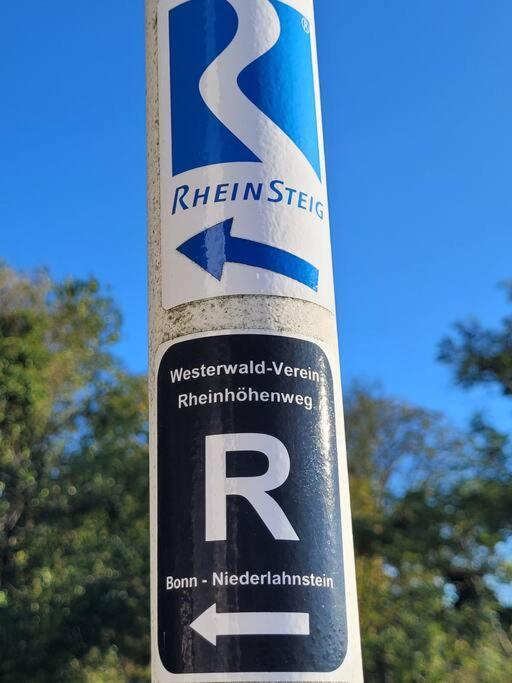 ®
RHEINSTEIG
Westerwald-Verein
Rheinhöhenweg
R
Bonn - Niederlahnstein